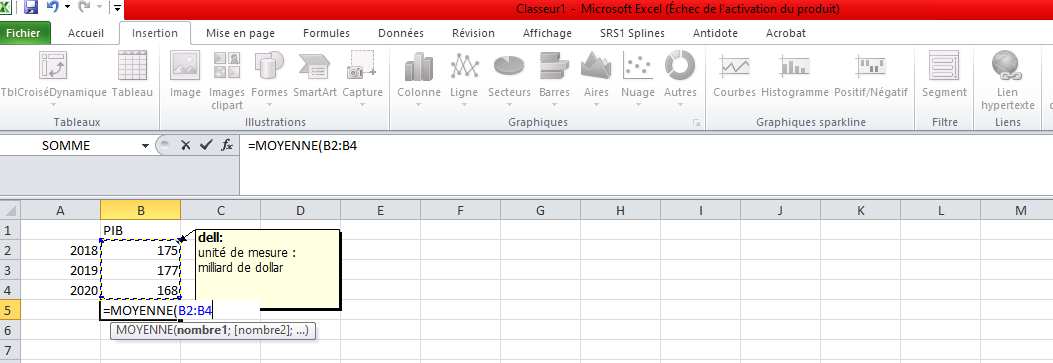 Classeur1 - Microsoft Excel (Échec de l'activation du produit)
Fichier Accueil Insertion Mise en page Formules Données Révision Affichage SRS1 Splines Antidote Acrobat
TblCroiséDynamique Tableau Image Images clipart Formes SmartArt Capture Colonne Ligne Secteurs Barres Aires Nuage Autres Courbes Histogramme Positif/Négatif Segment Lien hypertexte
Tableaux Illustrations Graphiques Graphiques sparkline Filtre Liens
SOMME fx =MOYENNE(B2:B4
A B C D E F G H I J K L M
1 PIB
dell:
2 2018 175 unité de mesure :
3 2019 177 milliard de dollar
4 2020 168
5 =MOYENNE(B2:B4
6 MOYENNE(nombre1; [nombre2]; ...)
7